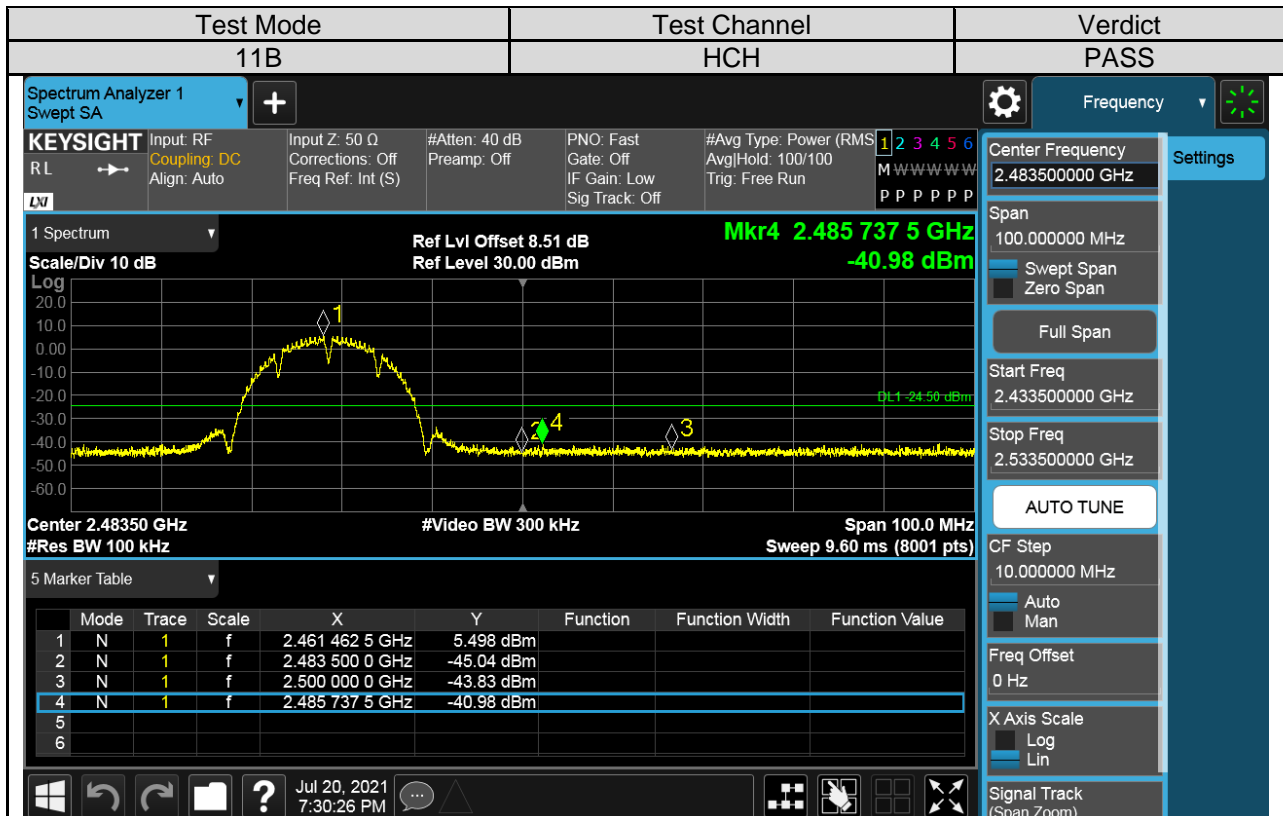 Test Mode Test Channel Verdict
11B HCH PASS
Spectrum Analyzer 1
Swept SA
+
Frequency
KEYSIGHT Input: RF Input Z: 50 Ω #Atten: 40 dB PNO: Fast #Avg Type: Power (RMS 1 2 3 4 5 6
RL Coupling: DC Corrections: Off Preamp: Off Gate: Off Avg|Hold: 100/100 M W W W W W
Align: Auto Freq Ref: Int (S) IF Gain: Low Trig: Free Run
LXI Sig Track: Off P P P P P P
1 Spectrum
Ref Lvl Offset 8.51 dB Mkr4 2.485 737 5 GHz
Scale/Div 10 dB Ref Level 30.00 dBm -40.98 dBm
Log
20.0
10.0
0.00
-10.0
-20.0
-30.0
-40.0
-50.0
-60.0
1
DL1 -24.50 dBm
2 4 3
Center 2.48350 GHz #Video BW 300 kHz Span 100.0 MHz
#Res BW 100 kHz Sweep 9.60 ms (8001 pts)
5 Marker Table
Mode Trace Scale X Y Function Function Width Function Value
1 N 1 f 2.461 462 5 GHz 5.498 dBm
2 N 1 f 2.483 500 0 GHz -45.04 dBm
3 N 1 f 2.500 000 0 GHz -43.83 dBm
4 N 1 f 2.485 737 5 GHz -40.98 dBm
5
6
?
Jul 20, 2021
7:30:26 PM
Center Frequency
2.483500000 GHz
Settings
Span
100.000000 MHz
Swept Span
Zero Span
Full Span
Start Freq
2.433500000 GHz
Stop Freq
2.533500000 GHz
AUTO TUNE
CF Step
10.000000 MHz
Auto
Man
Freq Offset
0 Hz
X Axis Scale
Log
Lin
Signal Track
(Span Zoom)